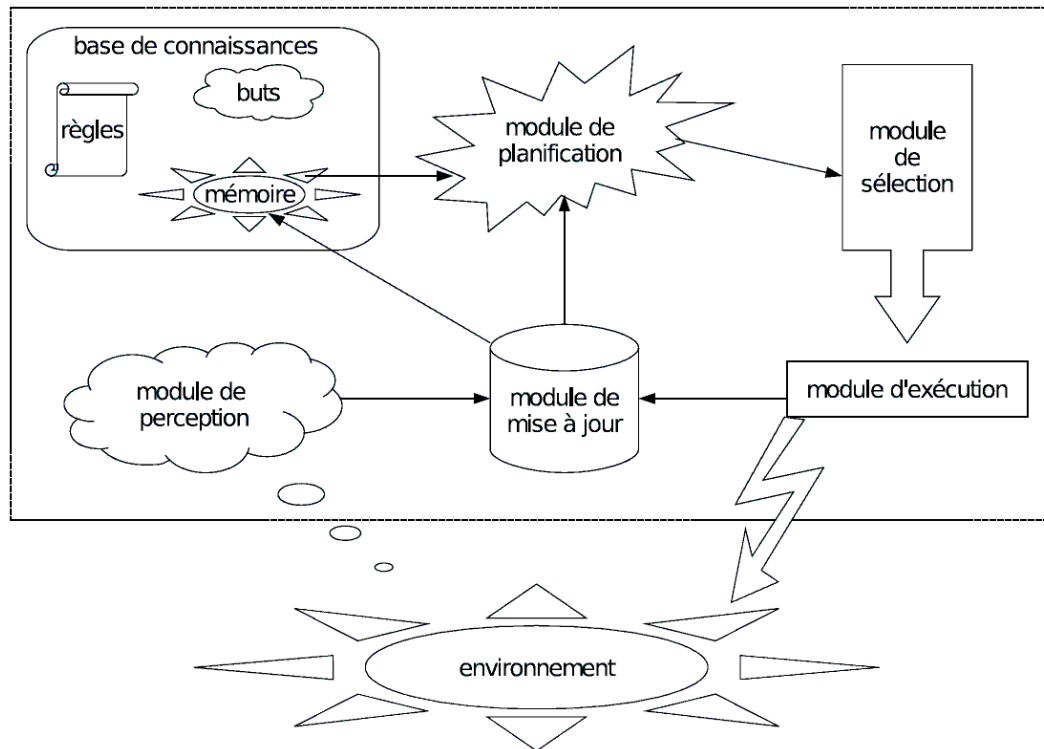 base de connaissances
buts
règles
mémoire
module de
planification
module
de
sélection
module de
perception
module de
mise à jour
module d'exécution
environnement